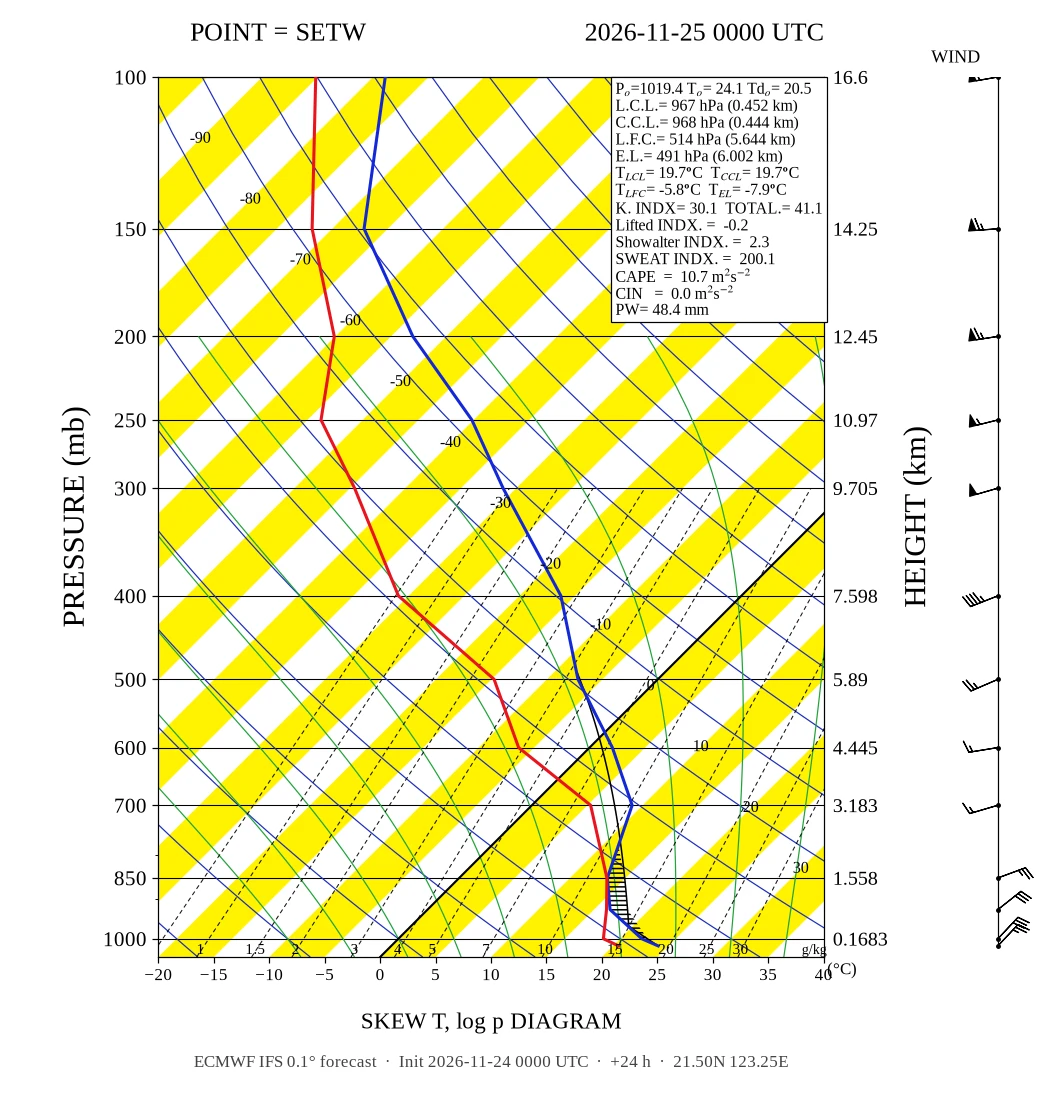 POINT = SETW
2026-11-25 0000 UTC
WIND
Pₒ=1019.4 Tₒ= 24.1 Tdₒ= 20.5
L.C.L.= 967 hPa (0.452 km)
C.C.L.= 968 hPa (0.444 km)
L.F.C.= 514 hPa (5.644 km)
E.L.= 491 hPa (6.002 km)
T_LCL= 19.7°C T_CCL= 19.7°C
T_LFC= -5.8°C T_EL= -7.9°C
K. INDX= 30.1 TOTAL.= 41.1
Lifted INDX. = -0.2
Showalter INDX. = 2.3
SWEAT INDX. = 200.1
CAPE = 10.7 m²s⁻²
CIN = 0.0 m²s⁻²
PW= 48.4 mm
PRESSURE (mb)
100
150
200
250
300
400
500
600
700
850
1000
-90
-80
-70
-60
-50
-40
-30
-20
-10
0
10
20
30
16.6
14.25
12.45
10.97
9.705
7.598
5.89
4.445
3.183
1.558
0.1683
HEIGHT (km)
1 1.5 2 3 4 5 7 10 15 20 25 30 g/kg
−20 −15 −10 −5 0 5 10 15 20 25 30 35 40 (°C)
SKEW T, log p DIAGRAM
ECMWF IFS 0.1° forecast · Init 2026-11-24 0000 UTC · +24 h · 21.50N 123.25E